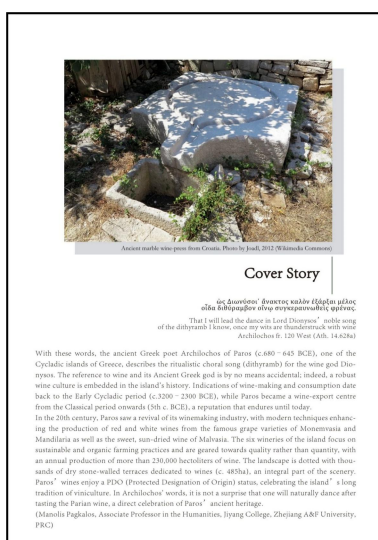 Ancient marble wine-press from Croatia. Photo by Joadl, 2012 (Wikimedia Commons)
Cover Story
ὡς Διωνύσοι' ἄνακτος καλὸν ἐξάρξαι μέλος
οἶδα διθύραμβον οἴνῳ συγκεραυνωθεὶς φρένας.
That I will lead the dance in Lord Dionysos' noble song
of the dithyramb I know, once my wits are thunderstruck with wine
Archilochos fr. 120 West (Ath. 14.628a)
With these words, the ancient Greek poet Archilochos of Paros (c.680 – 645 BCE), one of the
Cycladic islands of Greece, describes the ritualistic choral song (dithyramb) for the wine god Dio-
nysos. The reference to wine and its Ancient Greek god is by no means accidental; indeed, a robust
wine culture is embedded in the island's history. Indications of wine-making and consumption date
back to the Early Cycladic period (c.3200 – 2300 BCE), while Paros became a wine-export centre
from the Classical period onwards (5th c. BCE), a reputation that endures until today.
In the 20th century, Paros saw a revival of its winemaking industry, with modern techniques enhanc-
ing the production of red and white wines from the famous grape varieties of Monemvasia and
Mandilaria as well as the sweet, sun-dried wine of Malvasia. The six wineries of the island focus on
sustainable and organic farming practices and are geared towards quality rather than quantity, with
an annual production of more than 230,000 hectoliters of wine. The landscape is dotted with thou-
sands of dry stone-walled terraces dedicated to wines (c. 485ha), an integral part of the scenery.
Paros' wines enjoy a PDO (Protected Designation of Origin) status, celebrating the island's long
tradition of viniculture. In Archilochos' words, it is not a surprise that one will naturally dance after
tasting the Parian wine, a direct celebration of Paros' ancient heritage.
(Manolis Pagkalos, Associate Professor in the Humanities, Jiyang College, Zhejiang A&F University,
PRC)